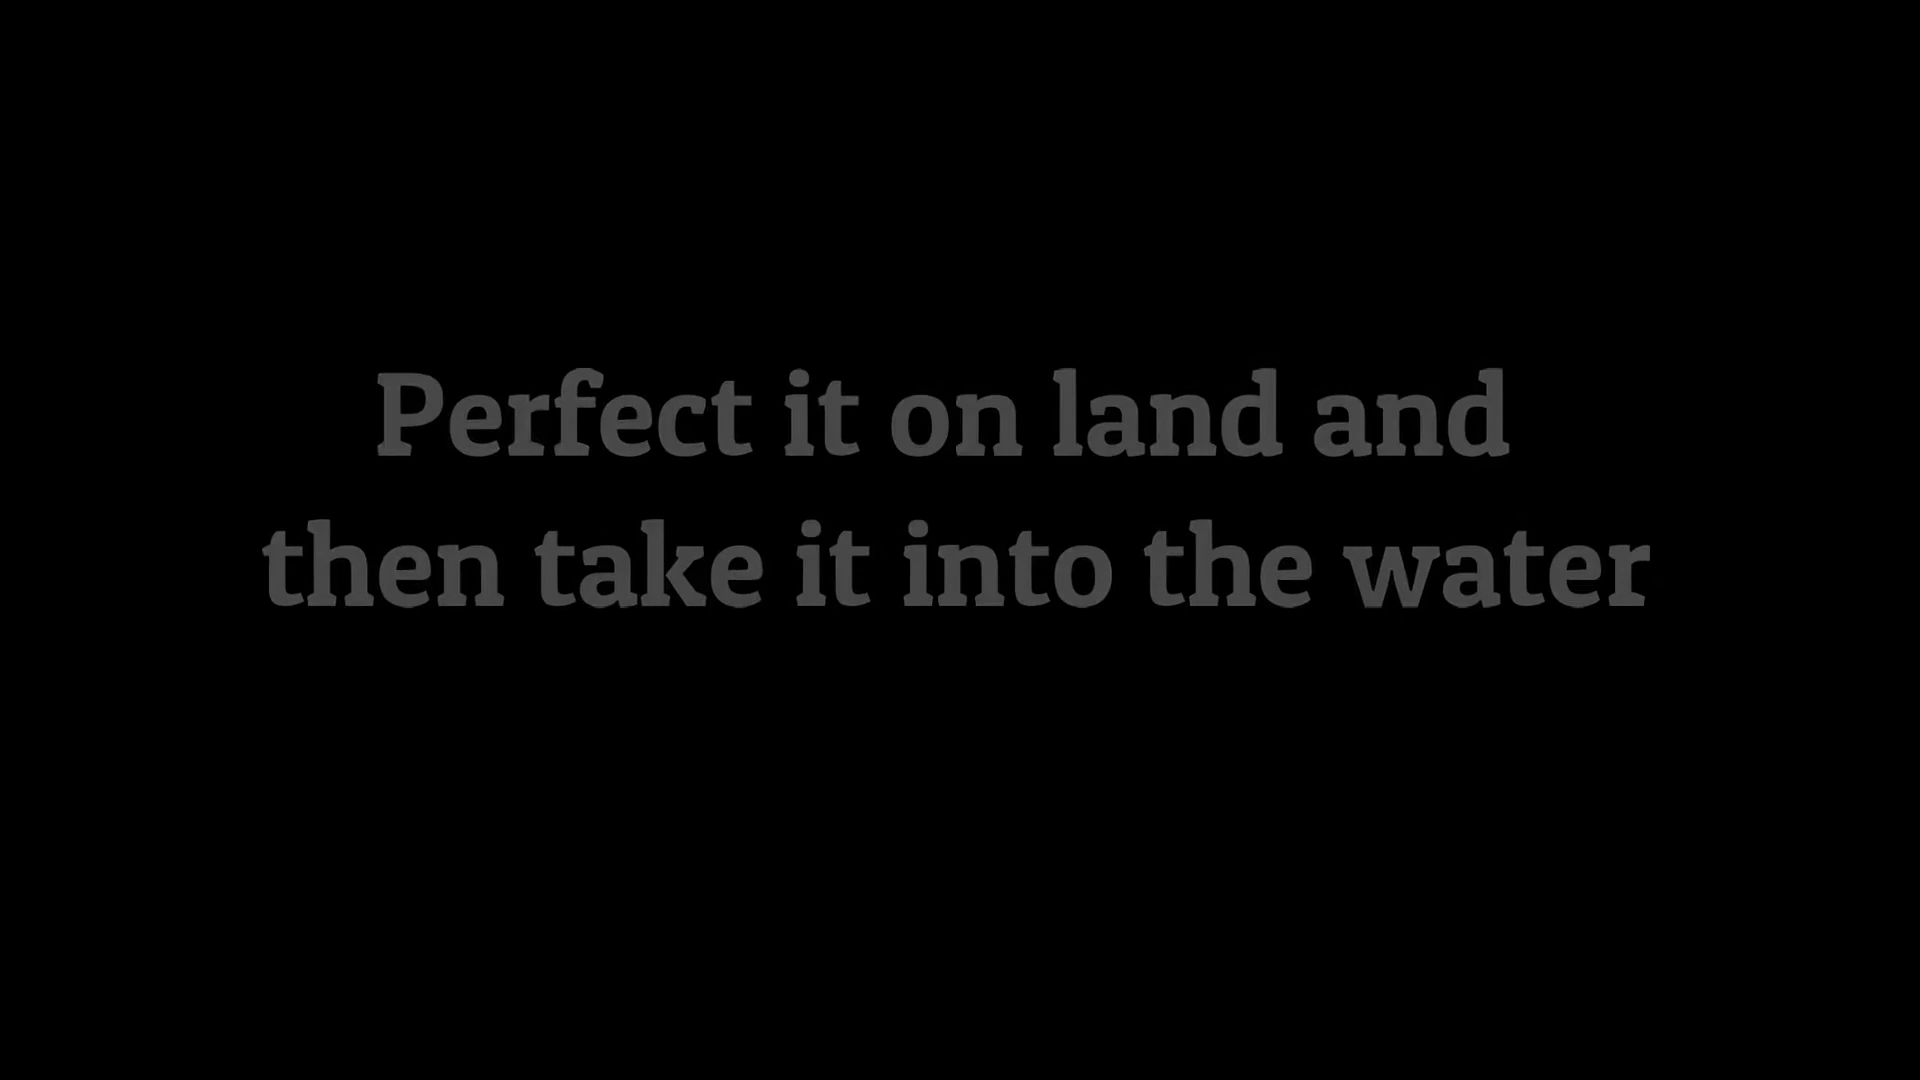 Perfect it on land and
then take it into the water